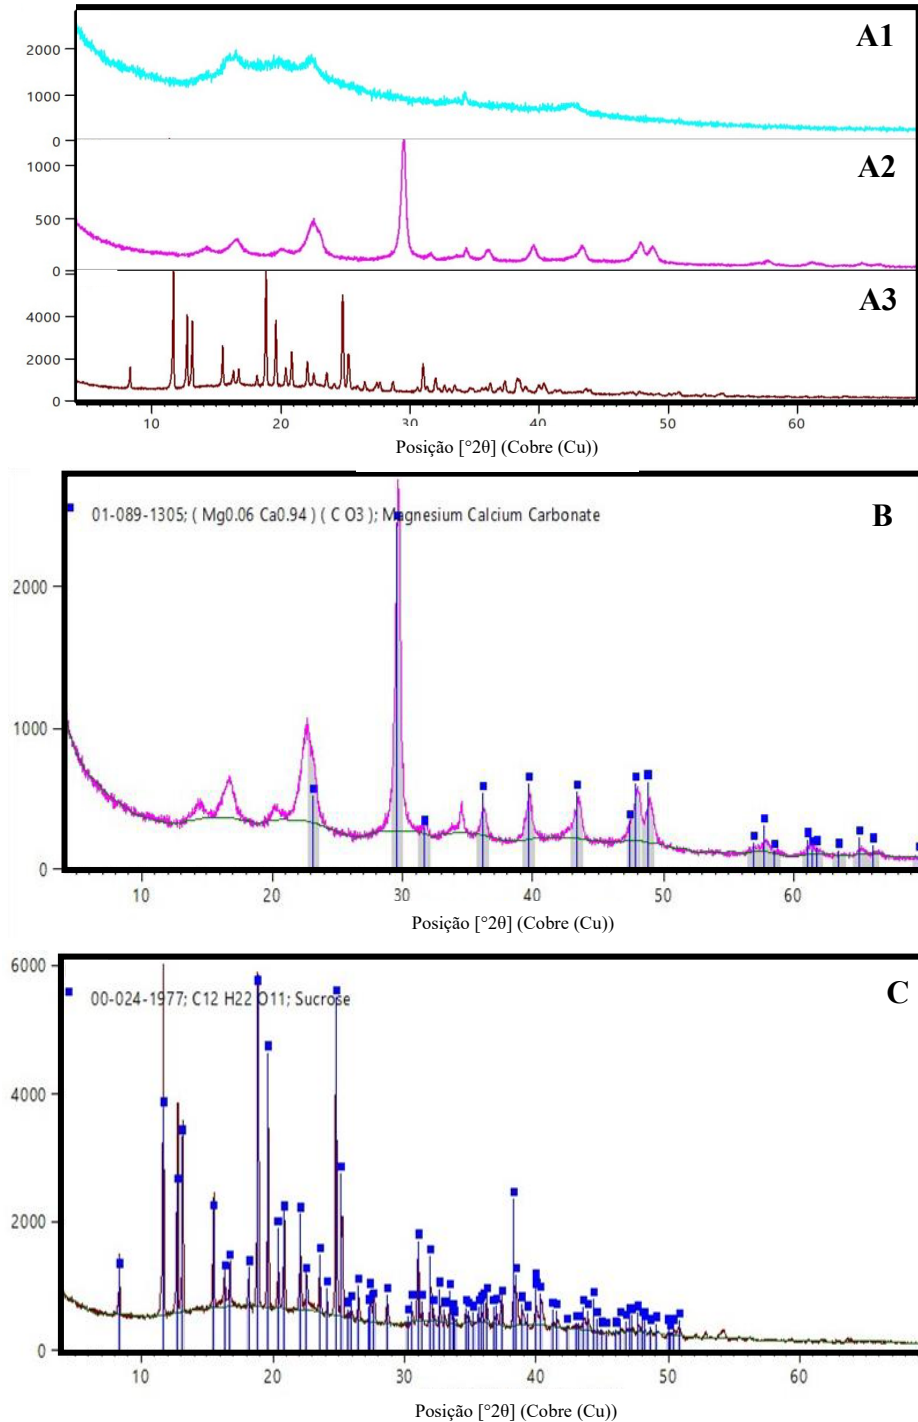 A1
2000
1000
0
A2
1000
500
0
A3
4000
2000
0
10 20 30 40 50 60
Posição [°2θ] (Cobre (Cu))
01-089-1305; ( Mg0.06 Ca0.94 ) ( C O3 ); Magnesium Calcium Carbonate
B
2000
1000
0
10 20 30 40 50 60
Posição [°2θ] (Cobre (Cu))
6000
00-024-1977; C12 H22 O11; Sucrose
C
4000
2000
0
10 20 30 40 50 60
Posição [°2θ] (Cobre (Cu))